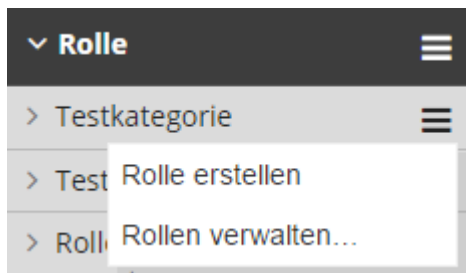 Rolle
Testkategorie
Test
Rolle erstellen
Roll
Rollen verwalten…